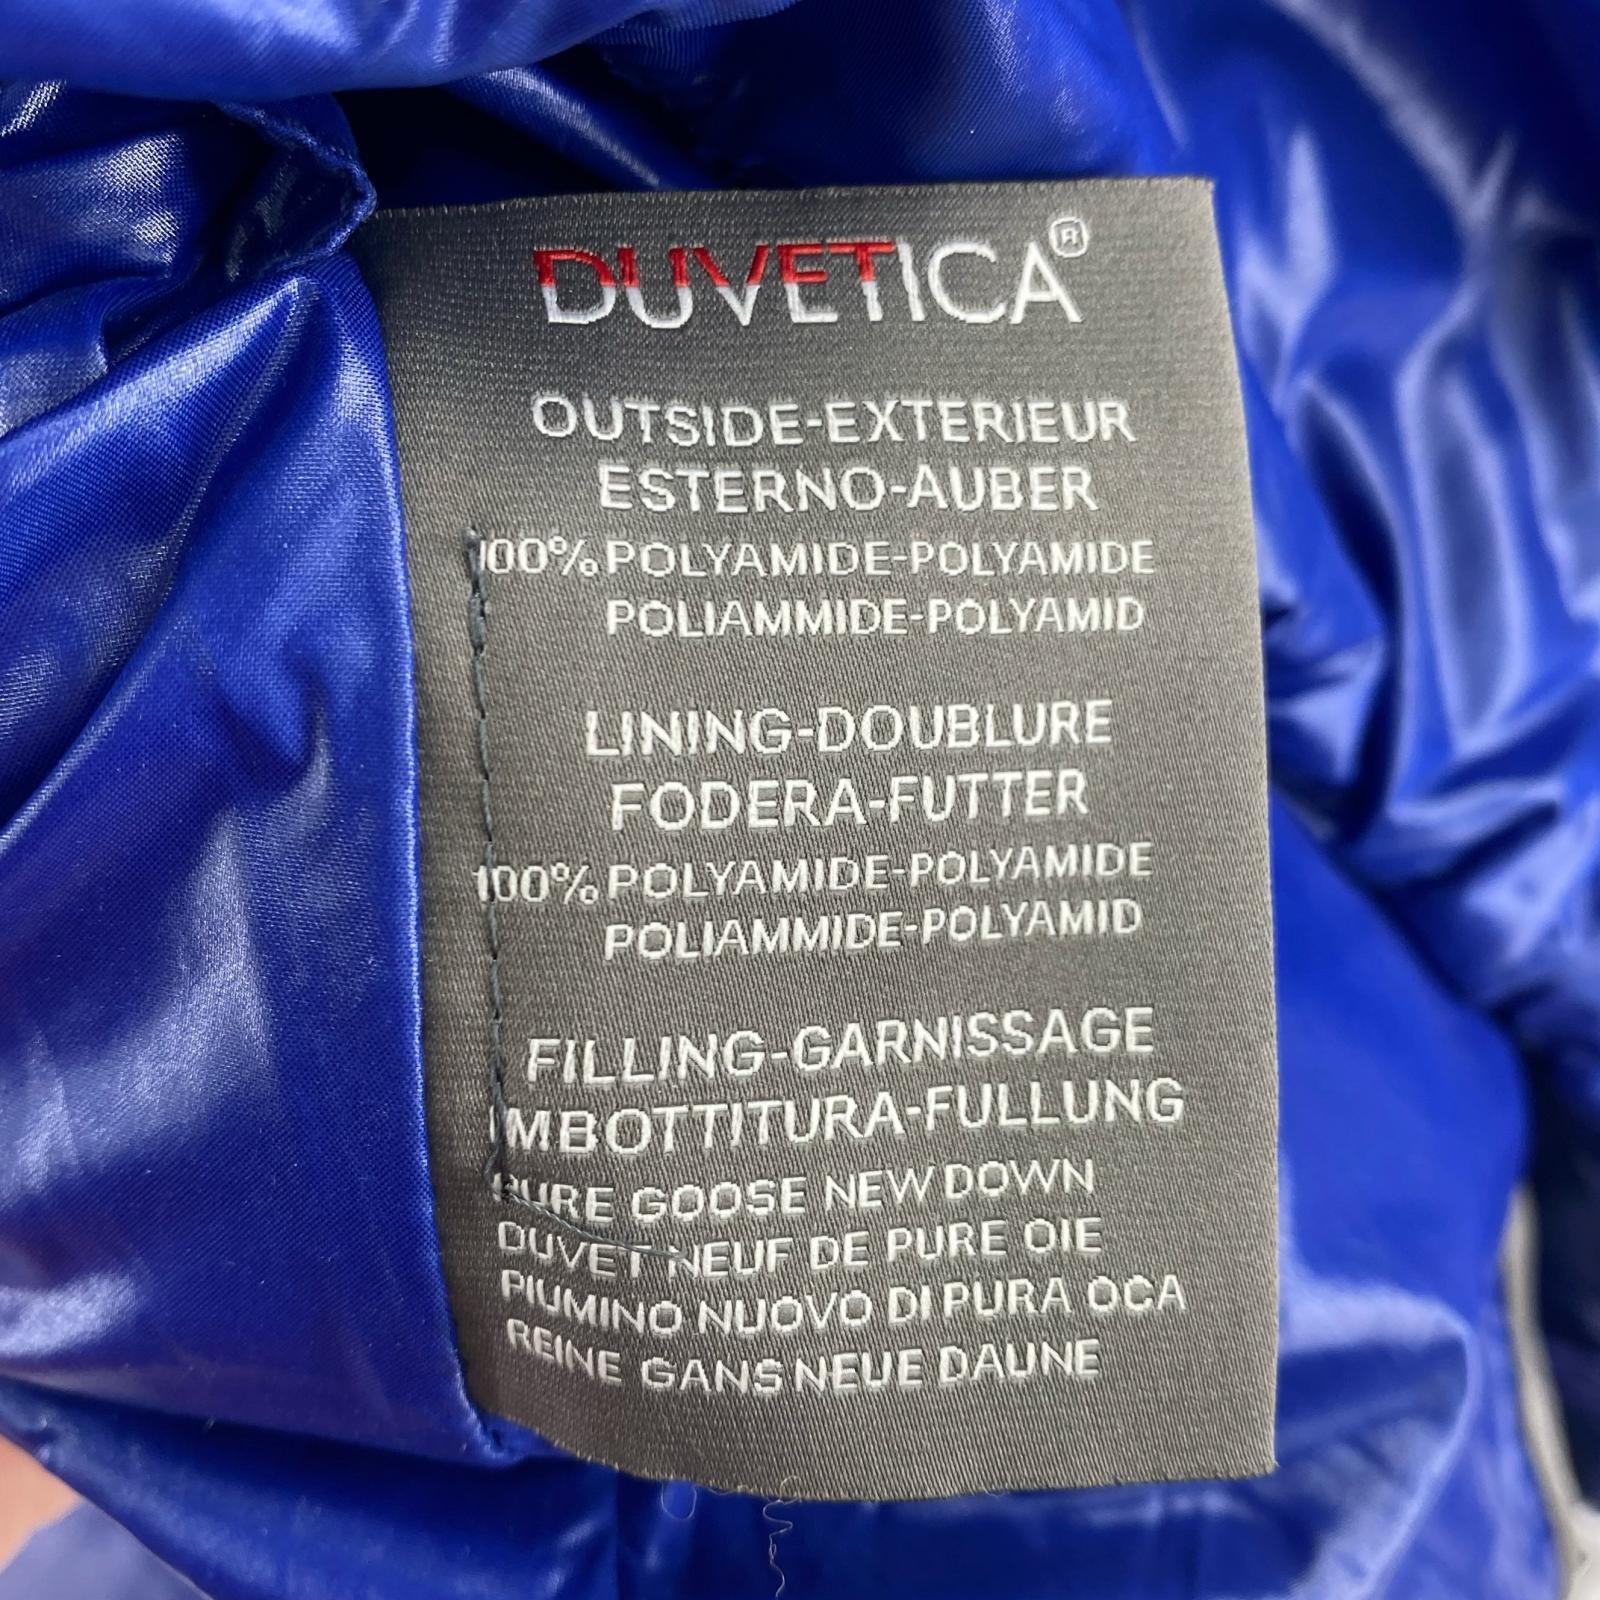 DUVETICA®
OUTSIDE-EXTERIEUR
ESTERNO-AUBER
100% POLYAMIDE-POLYAMIDE
POLIAMMIDE-POLYAMID
LINING-DOUBLURE
FODERA-FUTTER
100% POLYAMIDE-POLYAMIDE
POLIAMMIDE-POLYAMID
FILLING-GARNISSAGE
IMBOTTITURA-FULLUNG
PURE GOOSE NEW DOWN
DUVET NEUF DE PURE OIE
PIUMINO NUOVO DI PURA OCA
REINE GANS NEUE DAUNE